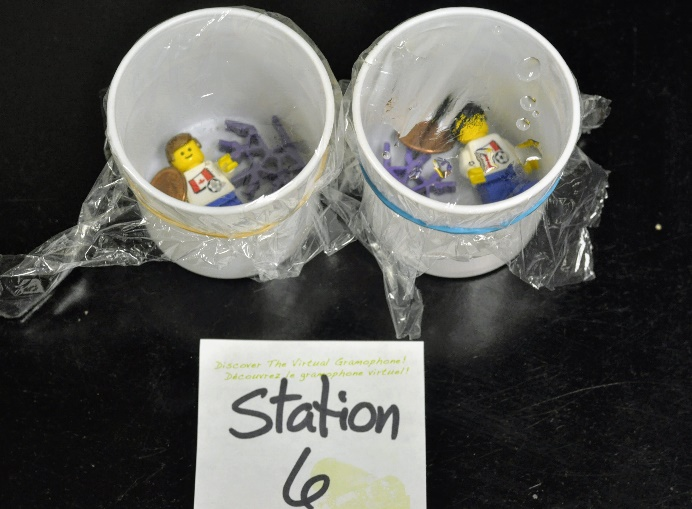 Discover The Virtual Gramophone!
Découvrez le gramophone virtuel!
Station
6